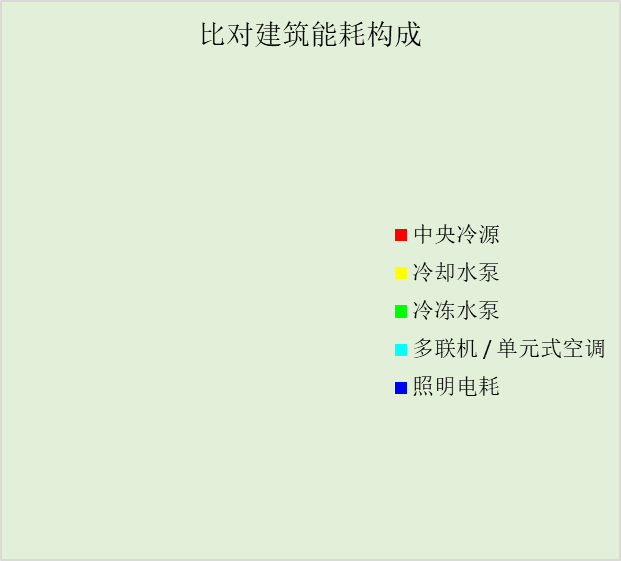 比对建筑能耗构成
中央冷源
冷却水泵
冷冻水泵
多联机/单元式空调
照明电耗